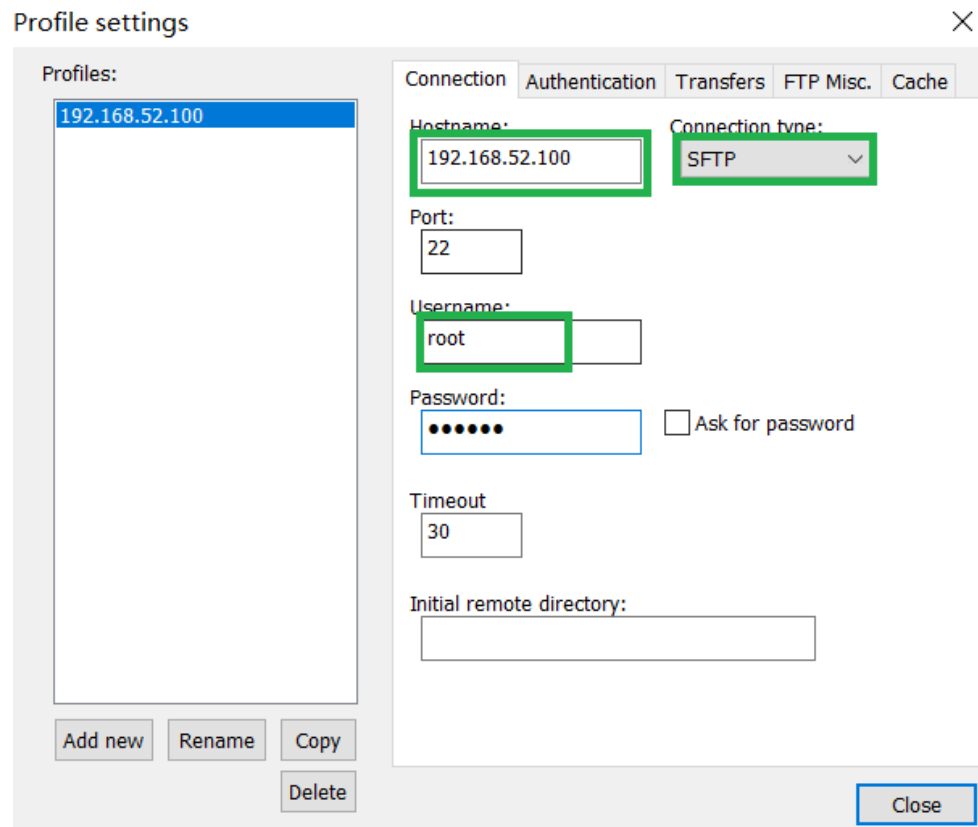 Profile settings
Profiles:
192.168.52.100
Add new
Rename
Copy
Delete
Connection
Authentication
Transfers
FTP Misc.
Cache
Hostname:
Connection type:
192.168.52.100
SFTP
Port:
22
Username:
root
Password:
●●●●●●
Ask for password
Timeout
30
Initial remote directory:
Close